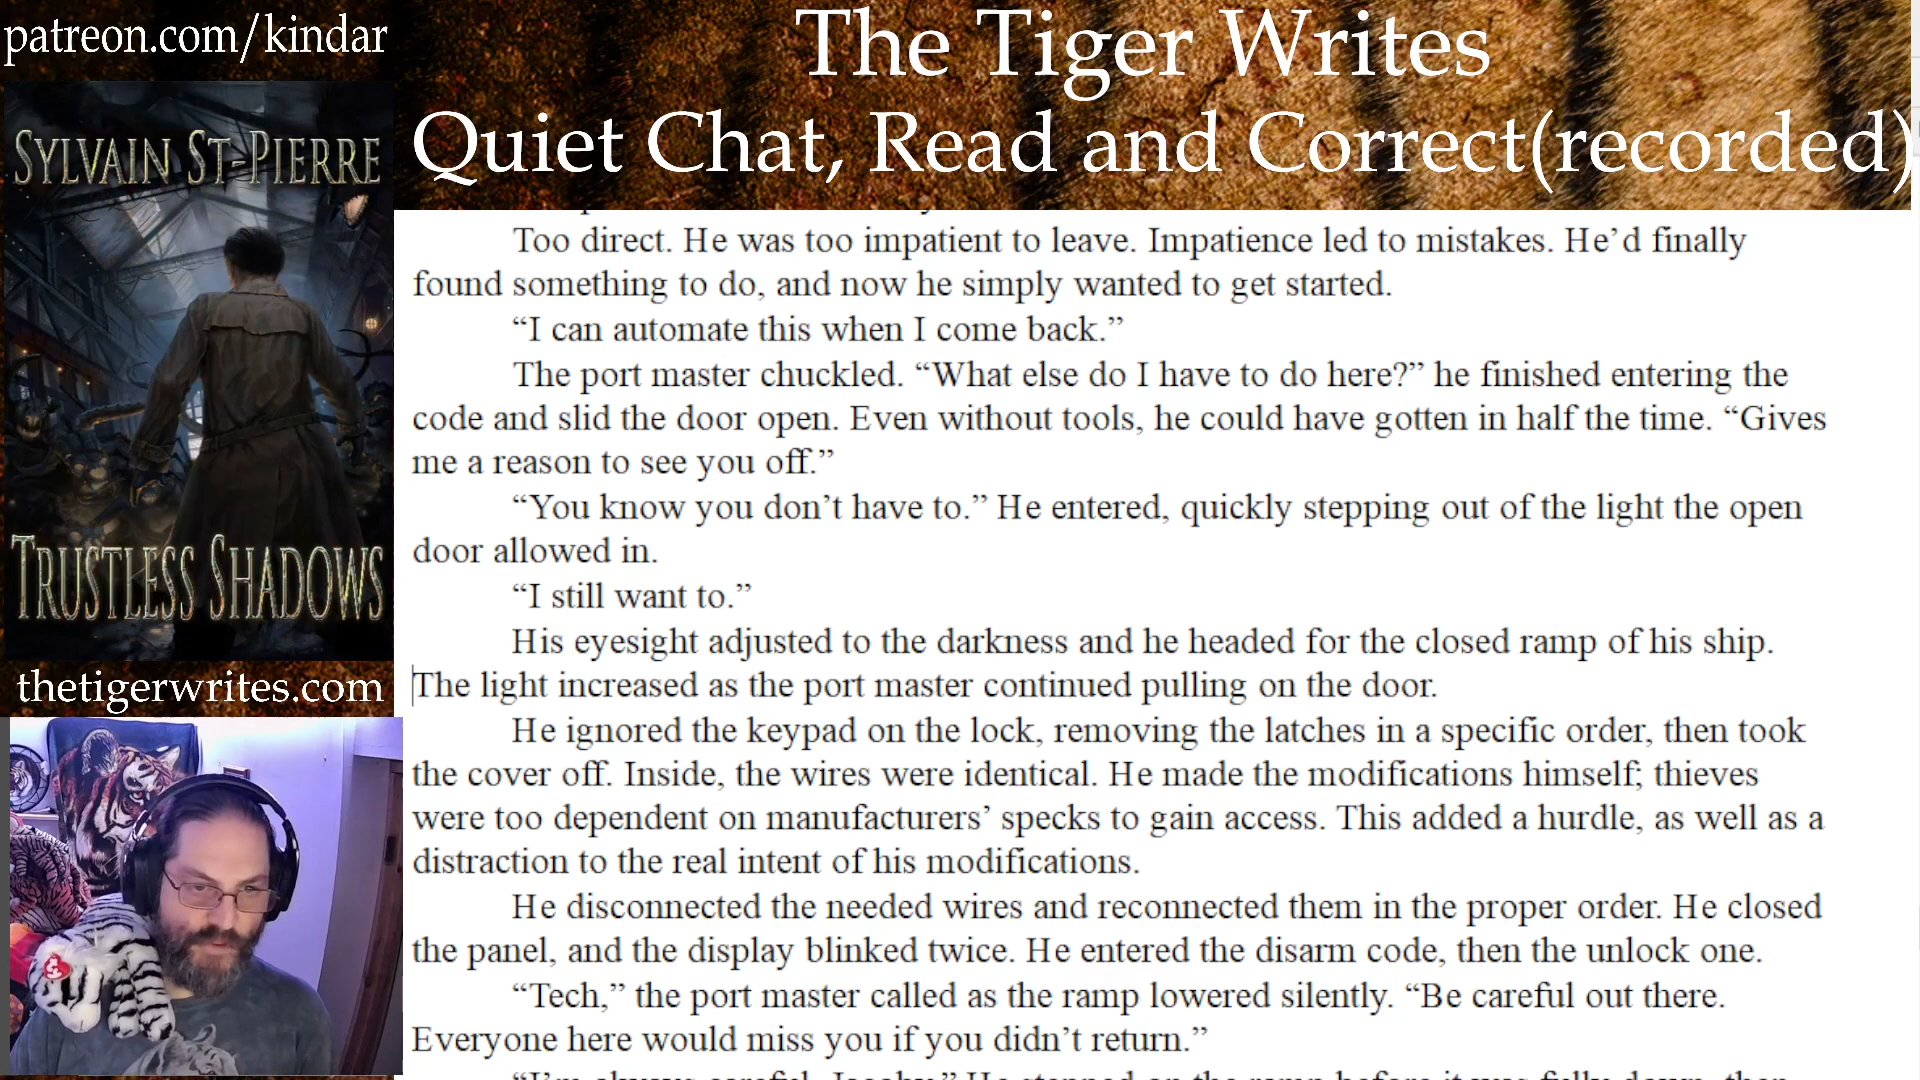 patreon.com/kindar
The Tiger Writes
Quiet Chat, Read and Correct(recorded)
SYLVAIN ST-PIERRE
TRUSTLESS SHADOWS
thetigerwrites.com
Too direct. He was too impatient to leave. Impatience led to mistakes. He’d finally
found something to do, and now he simply wanted to get started.
“I can automate this when I come back.”
The port master chuckled. “What else do I have to do here?” he finished entering the
code and slid the door open. Even without tools, he could have gotten in half the time. “Gives
me a reason to see you off.”
“You know you don’t have to.” He entered, quickly stepping out of the light the open
door allowed in.
“I still want to.”
His eyesight adjusted to the darkness and he headed for the closed ramp of his ship.
The light increased as the port master continued pulling on the door.
He ignored the keypad on the lock, removing the latches in a specific order, then took
the cover off. Inside, the wires were identical. He made the modifications himself; thieves
were too dependent on manufacturers’ specks to gain access. This added a hurdle, as well as a
distraction to the real intent of his modifications.
He disconnected the needed wires and reconnected them in the proper order. He closed
the panel, and the display blinked twice. He entered the disarm code, then the unlock one.
“Tech,” the port master called as the ramp lowered silently. “Be careful out there.
Everyone here would miss you if you didn’t return.”